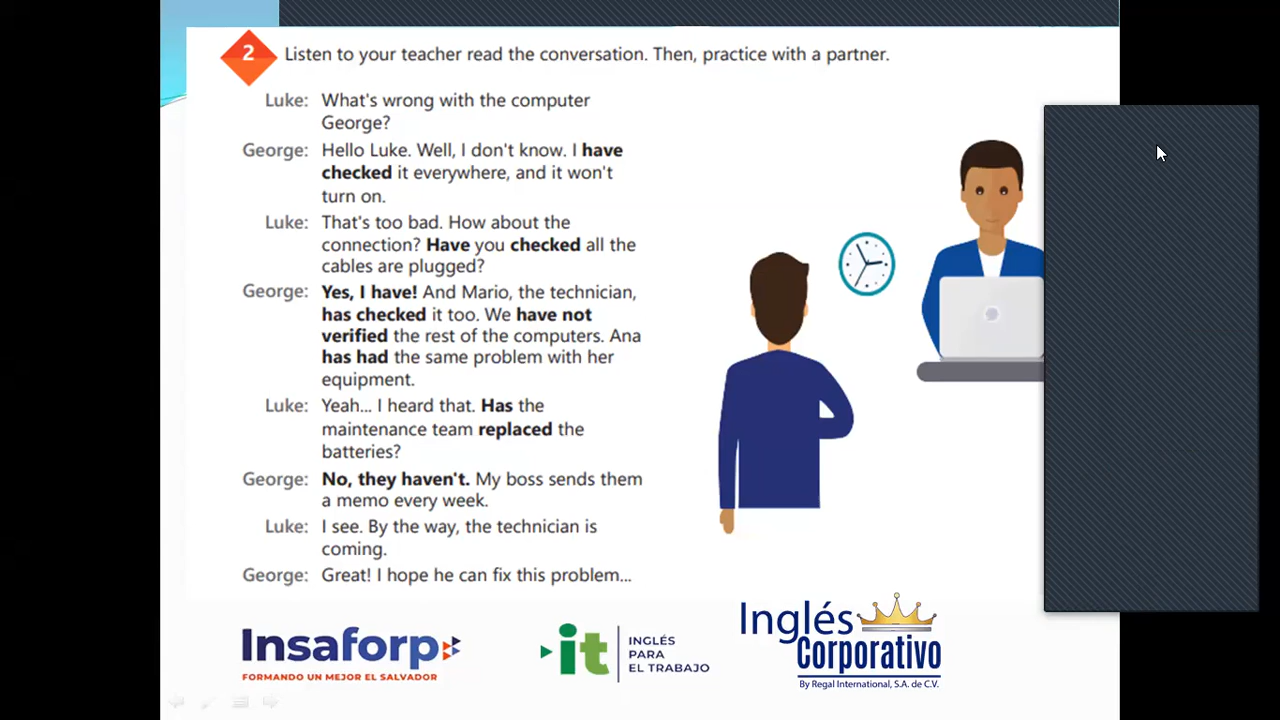 2 Listen to your teacher read the conversation. Then, practice with a partner.
Luke: What's wrong with the computer
George?
George: Hello Luke. Well, I don't know. I have
checked it everywhere, and it won't
turn on.
Luke: That's too bad. How about the
connection? Have you checked all the
cables are plugged?
George: Yes, I have! And Mario, the technician,
has checked it too. We have not
verified the rest of the computers. Ana
has had the same problem with her
equipment.
Luke: Yeah... I heard that. Has the
maintenance team replaced the
batteries?
George: No, they haven't. My boss sends them
a memo every week.
Luke: I see. By the way, the technician is
coming.
George: Great! I hope he can fix this problem...
Insaforp
FORMANDO UN MEJOR EL SALVADOR
it
INGLÉS
PARA
EL TRABAJO
Inglés
Corporativo
By Regal International, S.A. de C.V.